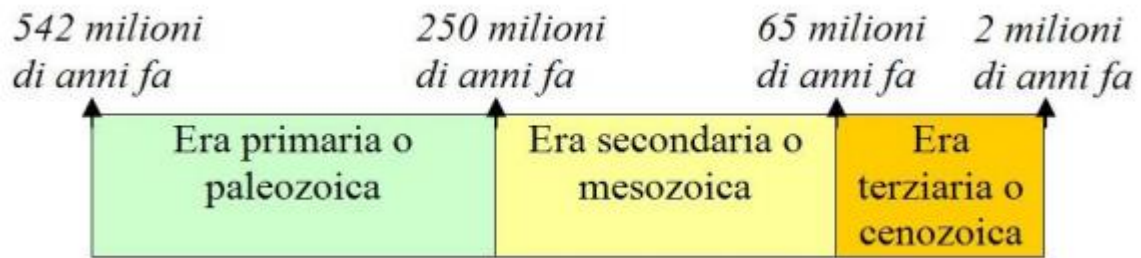 542 milioni
di anni fa
250 milioni
di anni fa
65 milioni
di anni fa
2 milioni
di anni fa
Era primaria o
paleozoica
Era secondaria o
mesozoica
Era
terziaria o
cenozoica